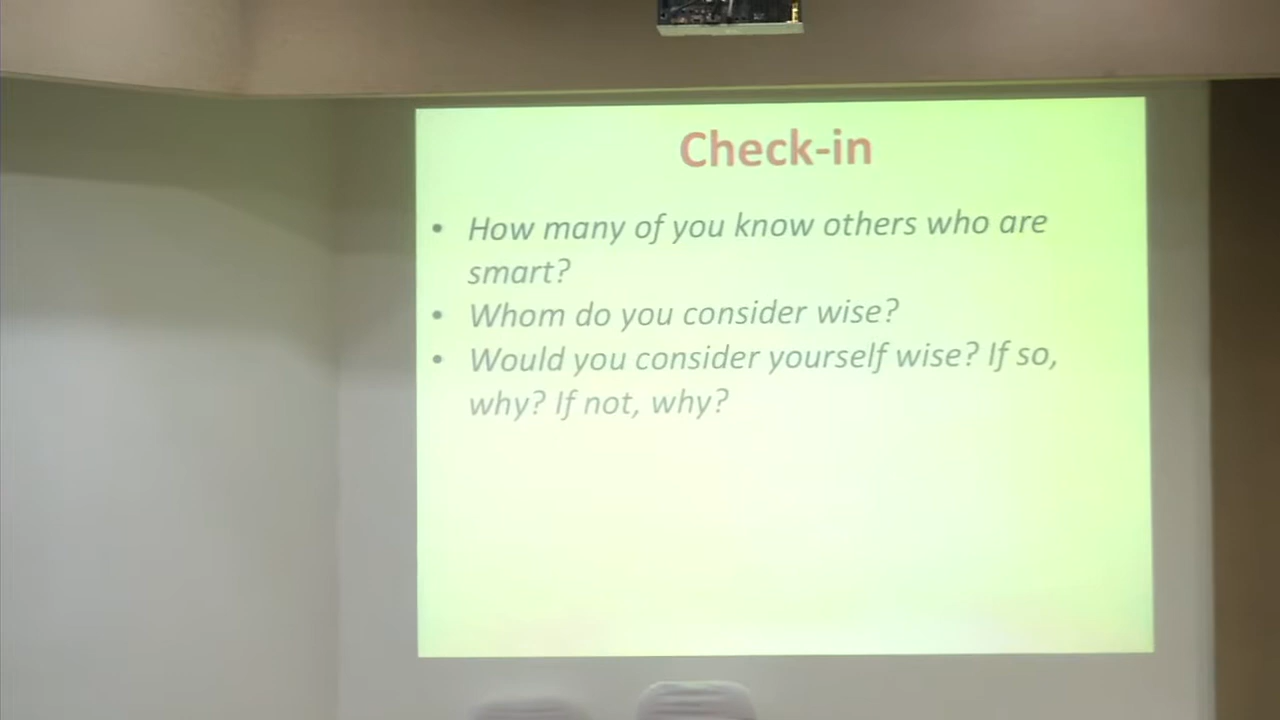 Check-in
• How many of you know others who are
smart?
• Whom do you consider wise?
• Would you consider yourself wise? If so,
why? If not, why?